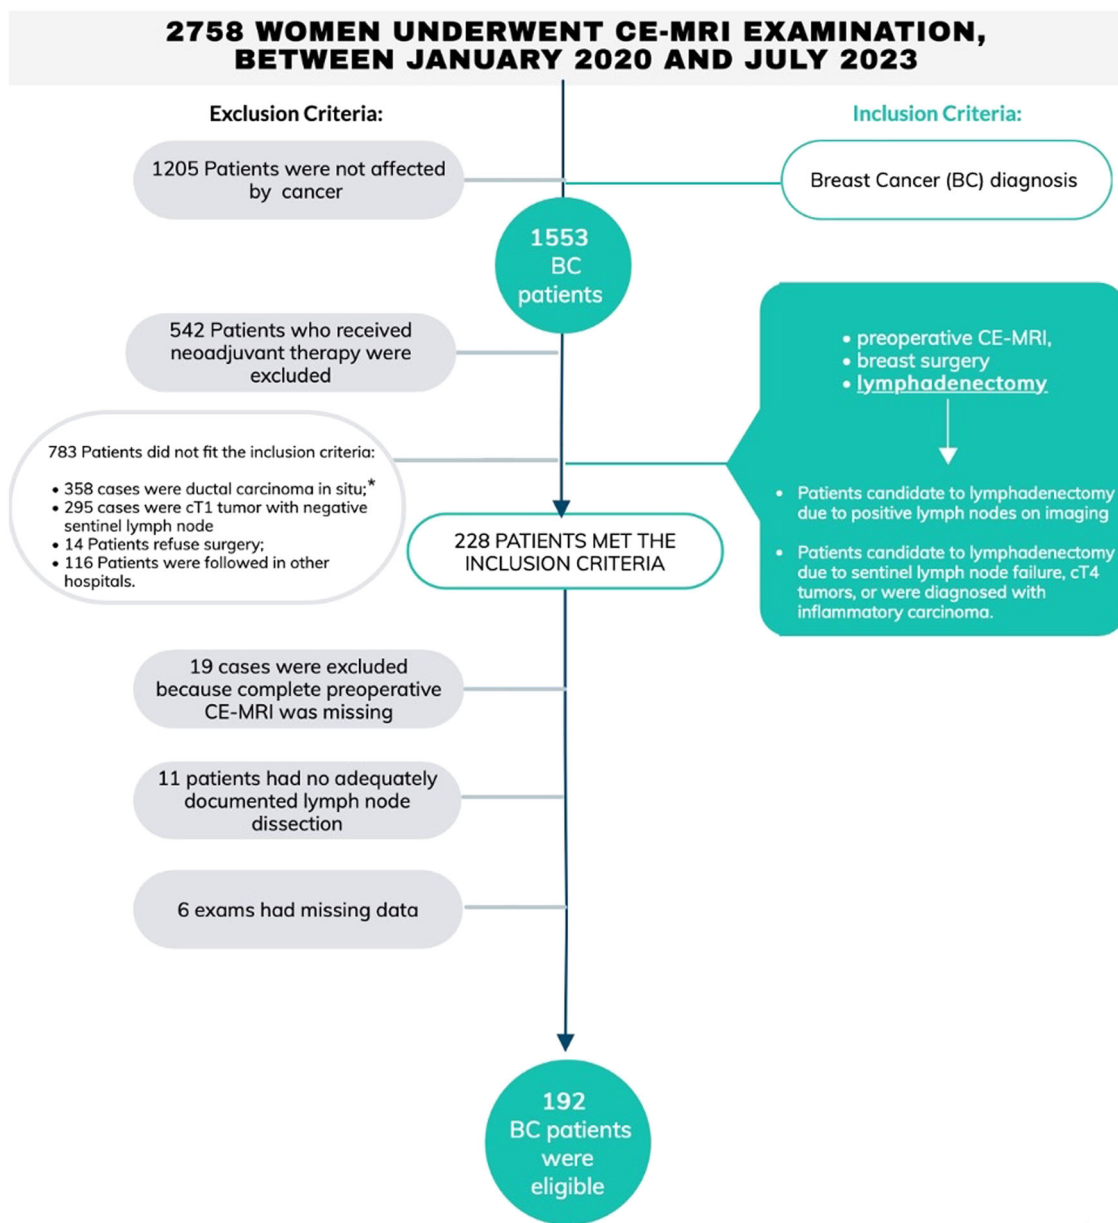 2758 WOMEN UNDERWENT CE-MRI EXAMINATION,
BETWEEN JANUARY 2020 AND JULY 2023
Exclusion Criteria:
Inclusion Criteria:
1205 Patients were not affected
by cancer
Breast Cancer (BC) diagnosis
1553
BC
patients
542 Patients who received
neoadjuvant therapy were
excluded
• preoperative CE-MRI,
• breast surgery
• lymphadenectomy
783 Patients did not fit the inclusion criteria:
• 358 cases were ductal carcinoma in situ;*
• 295 cases were cT1 tumor with negative
sentinel lymph node
• 14 Patients refuse surgery;
• 116 Patients were followed in other
hospitals.
228 PATIENTS MET THE
INCLUSION CRITERIA
• Patients candidate to lymphadenectomy
due to positive lymph nodes on imaging
• Patients candidate to lymphadenectomy
due to sentinel lymph node failure, cT4
tumors, or were diagnosed with
inflammatory carcinoma.
19 cases were excluded
because complete preoperative
CE-MRI was missing
11 patients had no adequately
documented lymph node
dissection
6 exams had missing data
192
BC patients
were
eligible